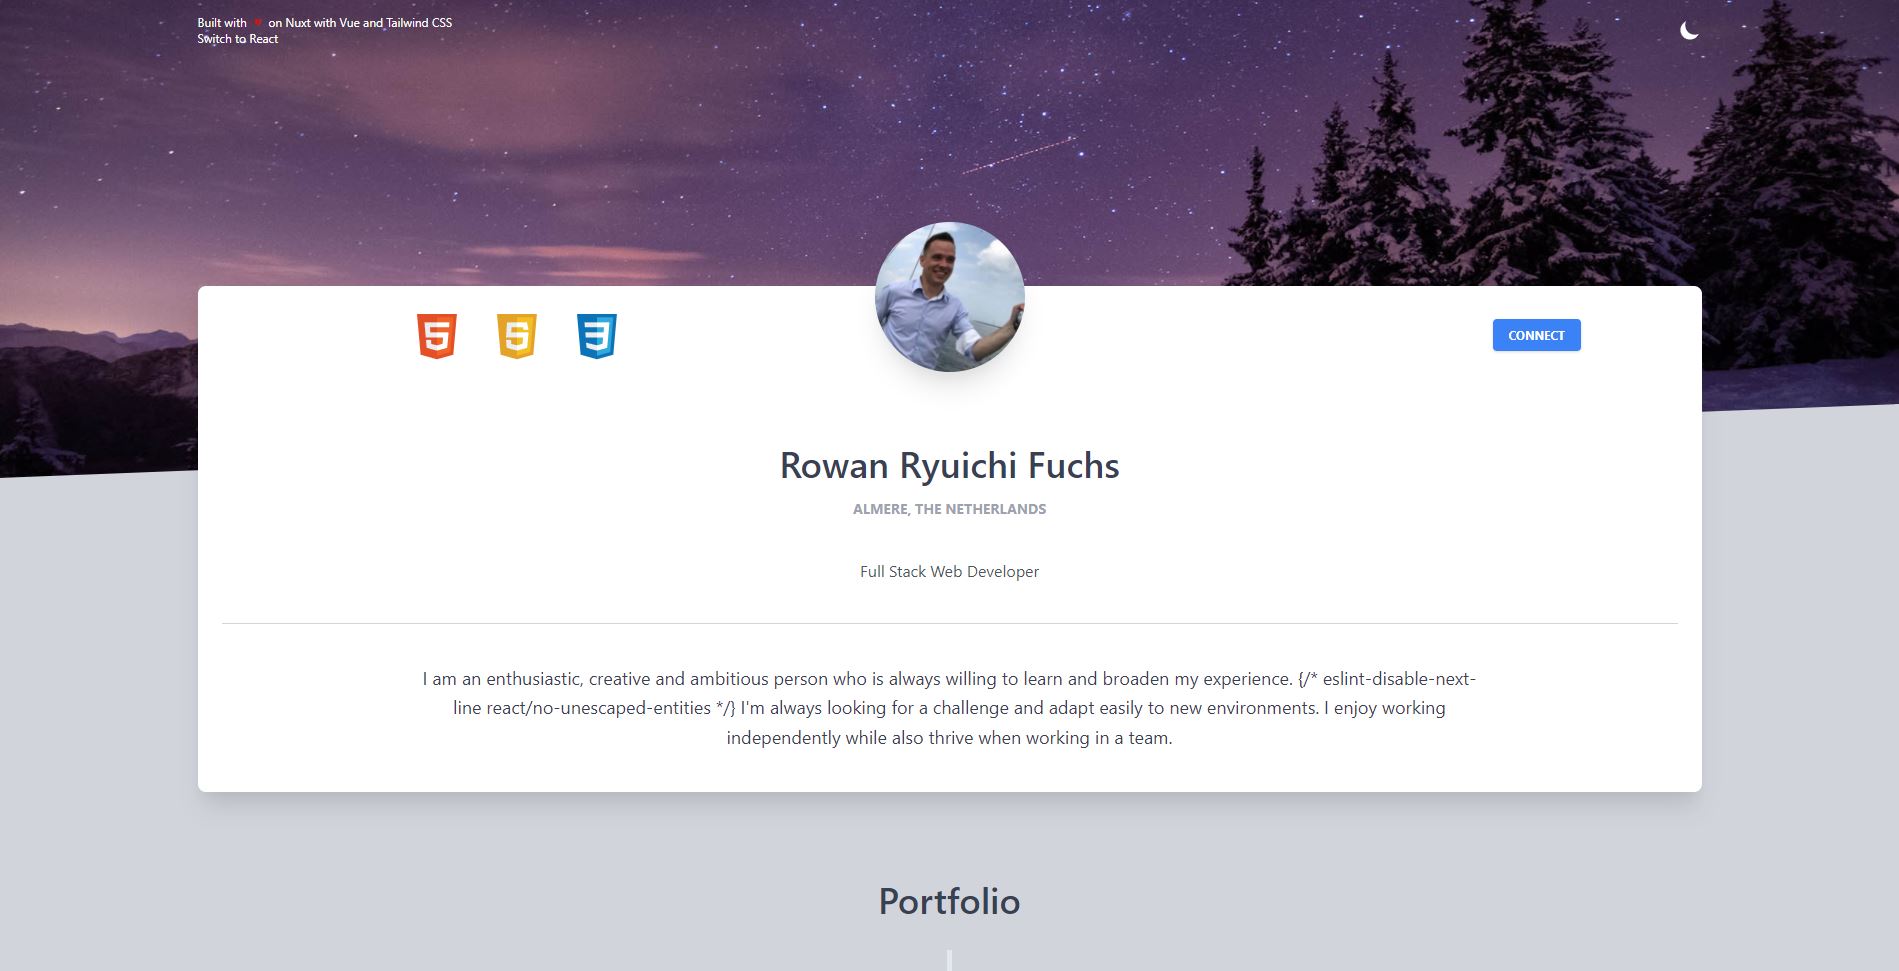 Built with ♥ on Nuxt with Vue and Tailwind CSS
Switch to React
CONNECT
Rowan Ryuichi Fuchs
ALMERE, THE NETHERLANDS
Full Stack Web Developer
I am an enthusiastic, creative and ambitious person who is always willing to learn and broaden my experience. {/* eslint-disable-next-
line react/no-unescaped-entities */} I'm always looking for a challenge and adapt easily to new environments. I enjoy working
independently while also thrive when working in a team.
Portfolio